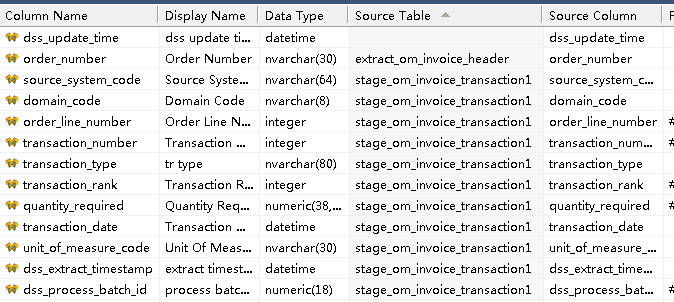 Column Name Display Name Data Type Source Table Source Column
dss_update_time dss update ti... datetime dss_update_time
order_number Order Number nvarchar(30) extract_om_invoice_header order_number
source_system_code Source Syste... nvarchar(64) stage_om_invoice_transaction1 source_system_c...
domain_code Domain Code nvarchar(8) stage_om_invoice_transaction1 domain_code
order_line_number Order Line N... integer stage_om_invoice_transaction1 order_line_number #
transaction_number Transaction ... integer stage_om_invoice_transaction1 transaction_num... #
transaction_type tr type nvarchar(80) stage_om_invoice_transaction1 transaction_type
transaction_rank Transaction R... integer stage_om_invoice_transaction1 transaction_rank #
quantity_required Quantity Req... numeric(38,... stage_om_invoice_transaction1 quantity_required #
transaction_date Transaction ... datetime stage_om_invoice_transaction1 transaction_date
unit_of_measure_code Unit Of Meas... nvarchar(30) stage_om_invoice_transaction1 unit_of_measure_...
dss_extract_timestamp extract timest... datetime stage_om_invoice_transaction1 dss_extract_time...
dss_process_batch_id process batc... numeric(18) stage_om_invoice_transaction1 dss_process_bat... #